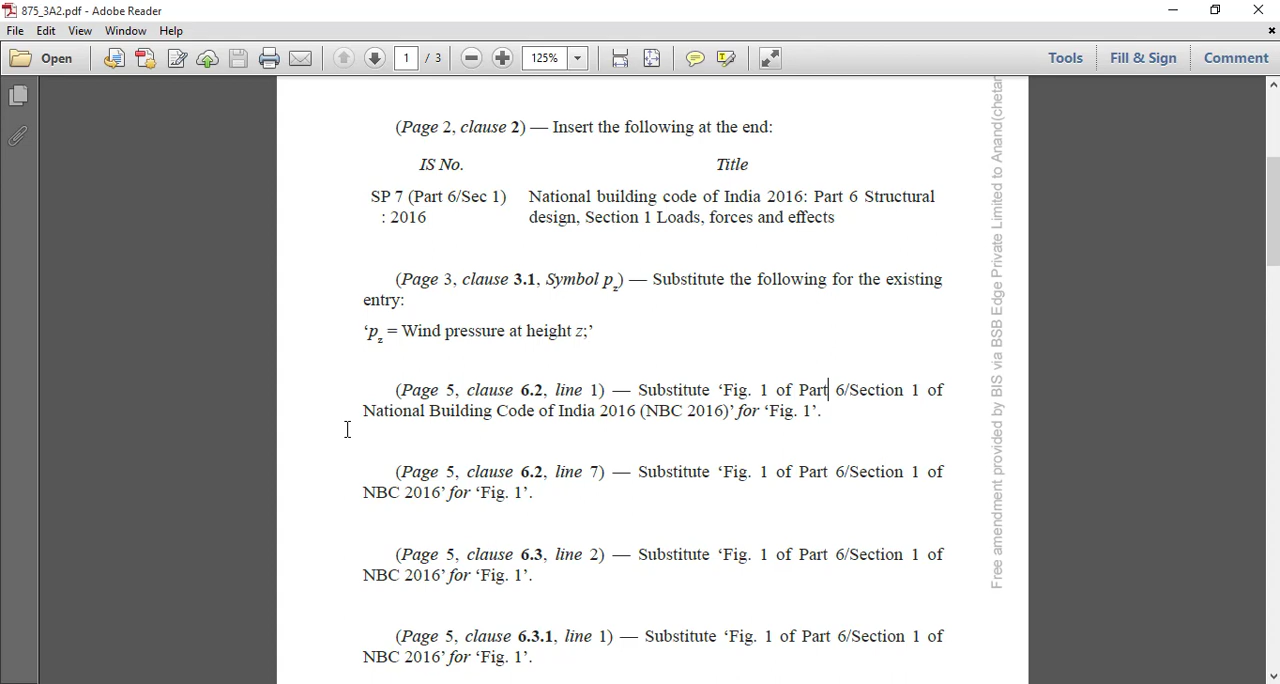 875_3A2.pdf - Adobe Reader
File Edit View Window Help
Open 1 / 3 125% Tools Fill & Sign Comment
(Page 2, clause 2) — Insert the following at the end:
IS No. Title
SP 7 (Part 6/Sec 1) National building code of India 2016: Part 6 Structural
: 2016 design, Section 1 Loads, forces and effects
(Page 3, clause 3.1, Symbol pz) — Substitute the following for the existing
entry:
‘pz = Wind pressure at height z;’
(Page 5, clause 6.2, line 1) — Substitute ‘Fig. 1 of Part 6/Section 1 of
National Building Code of India 2016 (NBC 2016)’ for ‘Fig. 1’.
(Page 5, clause 6.2, line 7) — Substitute ‘Fig. 1 of Part 6/Section 1 of
NBC 2016’ for ‘Fig. 1’.
(Page 5, clause 6.3, line 2) — Substitute ‘Fig. 1 of Part 6/Section 1 of
NBC 2016’ for ‘Fig. 1’.
(Page 5, clause 6.3.1, line 1) — Substitute ‘Fig. 1 of Part 6/Section 1 of
NBC 2016’ for ‘Fig. 1’.
Free amendment provided by BIS via BSB Edge Private Limited to Anand(chetar